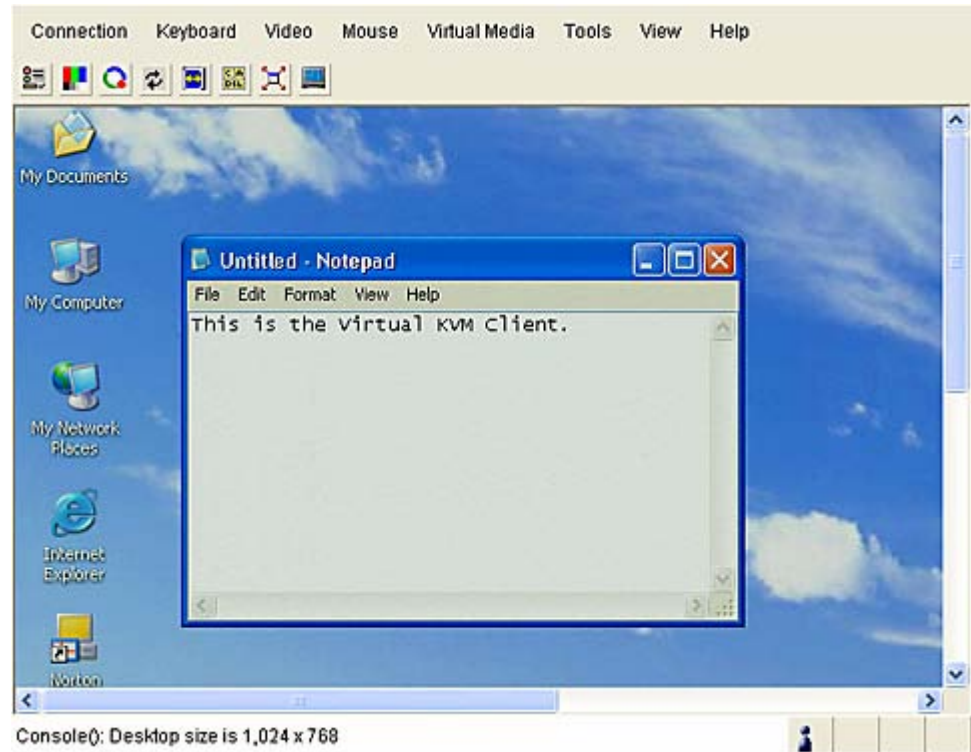 Connection Keyboard Video Mouse Virtual Media Tools View Help
My Documents
My Computer
My Network
Places
Internet
Explorer
Norton
Untitled - Notepad
File Edit Format View Help
This is the Virtual KVM Client.
Console(): Desktop size is 1,024 x 768